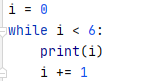 i = 0
while i < 6:
    print(i)
    i += 1